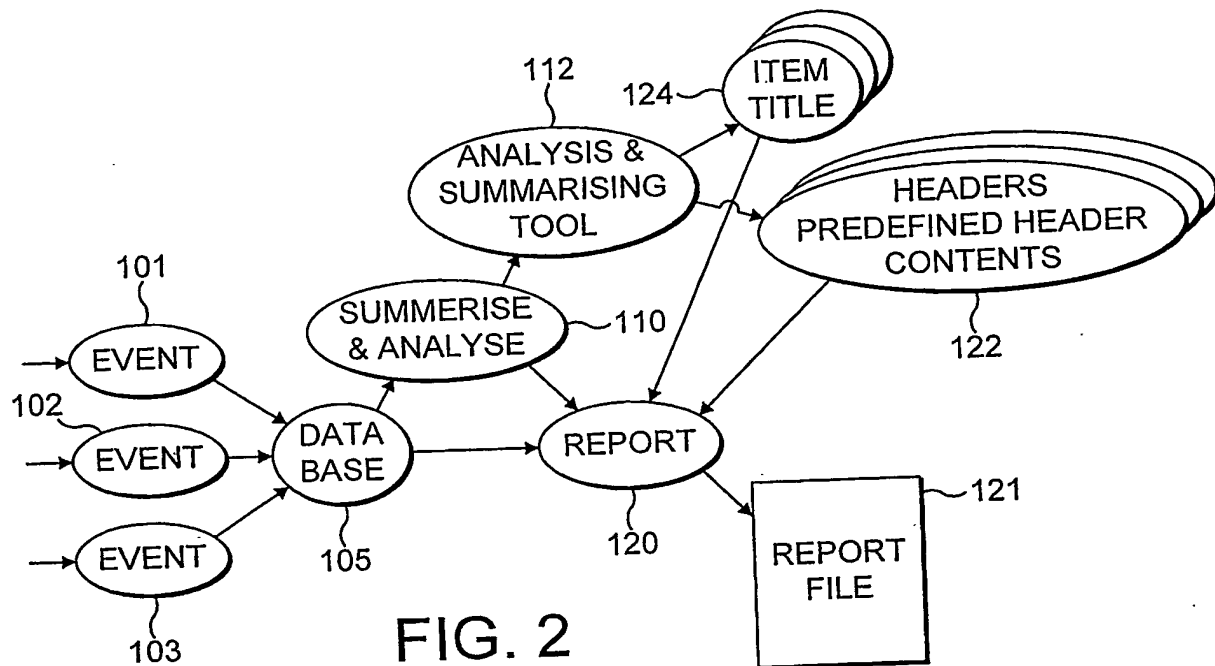 112
124
ITEM
TITLE
ANALYSIS &
SUMMARISING
TOOL
HEADERS
PREDEFINED HEADER
CONTENTS
122
101
EVENT
SUMMERISE
& ANALYSE
110
102
EVENT
DATA
BASE
105
REPORT
120
EVENT
103
121
REPORT
FILE
FIG. 2